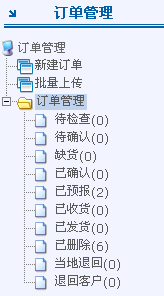 订单管理
订单管理
新建订单
批量上传
订单管理
待检查(0)
待确认(0)
缺货(0)
已确认(0)
已预报(2)
已收货(0)
已发货(0)
已删除(6)
当地退回(0)
退回客户(0)